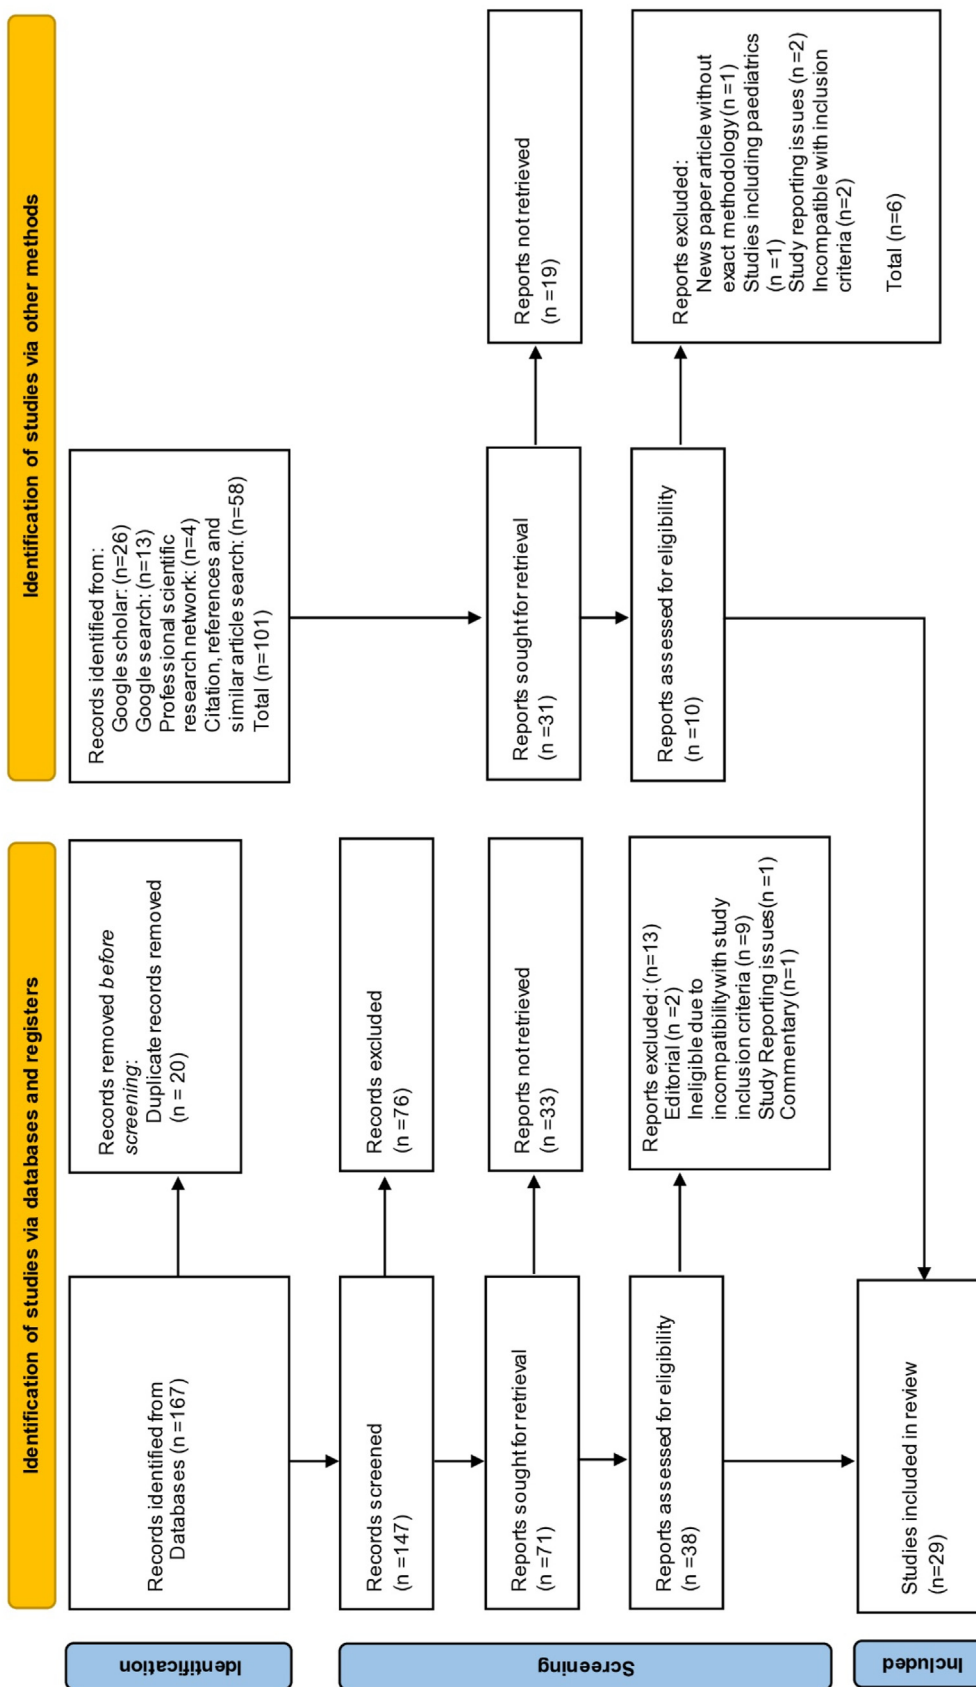 Identification of studies via databases and registers
Identification of studies via other methods
Identification
Records identified from
Databases (n =167)
Records removed before
screening:
Duplicate records removed
(n = 20)
Records identified from:
Google scholar: (n=26)
Google search: (n=13)
Professional scientific
research network: (n=4)
Citation, references and
similar article search: (n=58)
Total (n=101)
Screening
Records screened
(n =147)
Records excluded
(n =76)
Reports sought for retrieval
(n =71)
Reports not retrieved
(n =33)
Reports sought for retrieval
(n =31)
Reports not retrieved
(n =19)
Reports assessed for eligibility
(n =38)
Reports excluded: (n=13)
Editorial (n =2)
Ineligible due to
incompatibility with study
inclusion criteria (n =9)
Study Reporting issues (n =1)
Commentary (n=1)
Reports assessed for eligibility
(n =10)
Reports excluded:
News paper article without
exact methodology (n =1)
Studies including paediatrics
(n =1)
Study reporting issues (n =2)
Incompatible with inclusion
criteria (n=2)
Total (n=6)
Included
Studies included in review
(n=29)